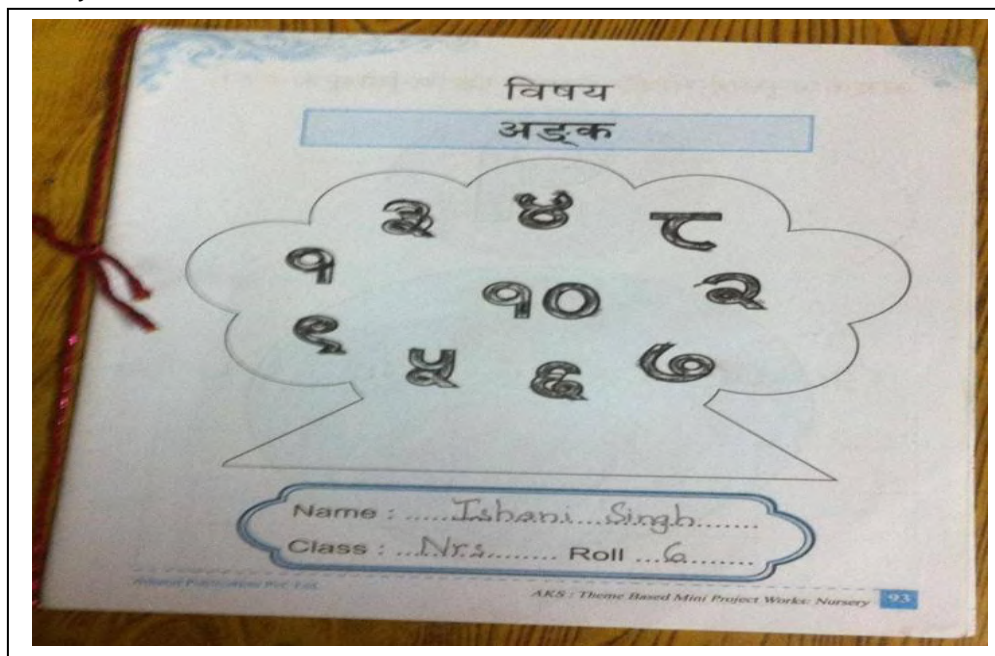 विषय
अङ्क
३ ४ ८
१ १० २
९ ५ ६ ७
Name : ......Ishani....Singh........
Class : ...Nrs......... Roll ...6.........
AKS : Theme Based Mini Project Works: Nursery 93